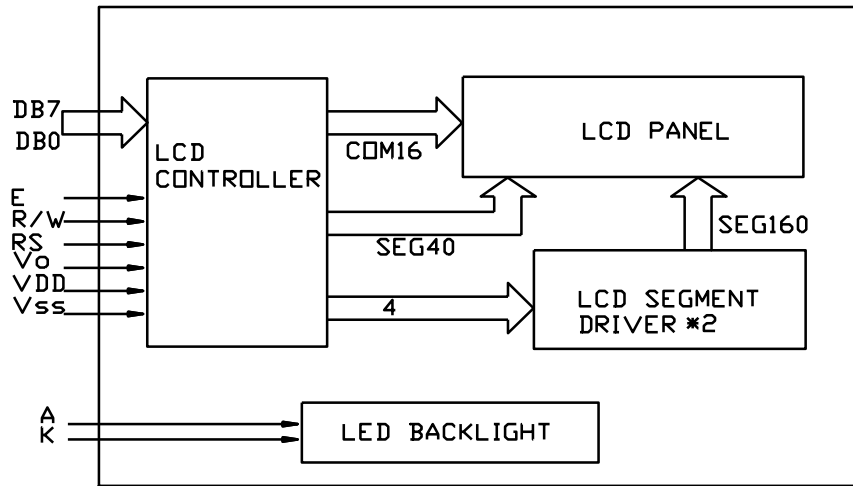 DB7
DB0
E
R/W
RS
Vo
VDD
Vss
LCD
CONTROLLER
COM16
SEG40
4
LCD PANEL
SEG160
LCD SEGMENT
DRIVER *2
A
K
LED BACKLIGHT